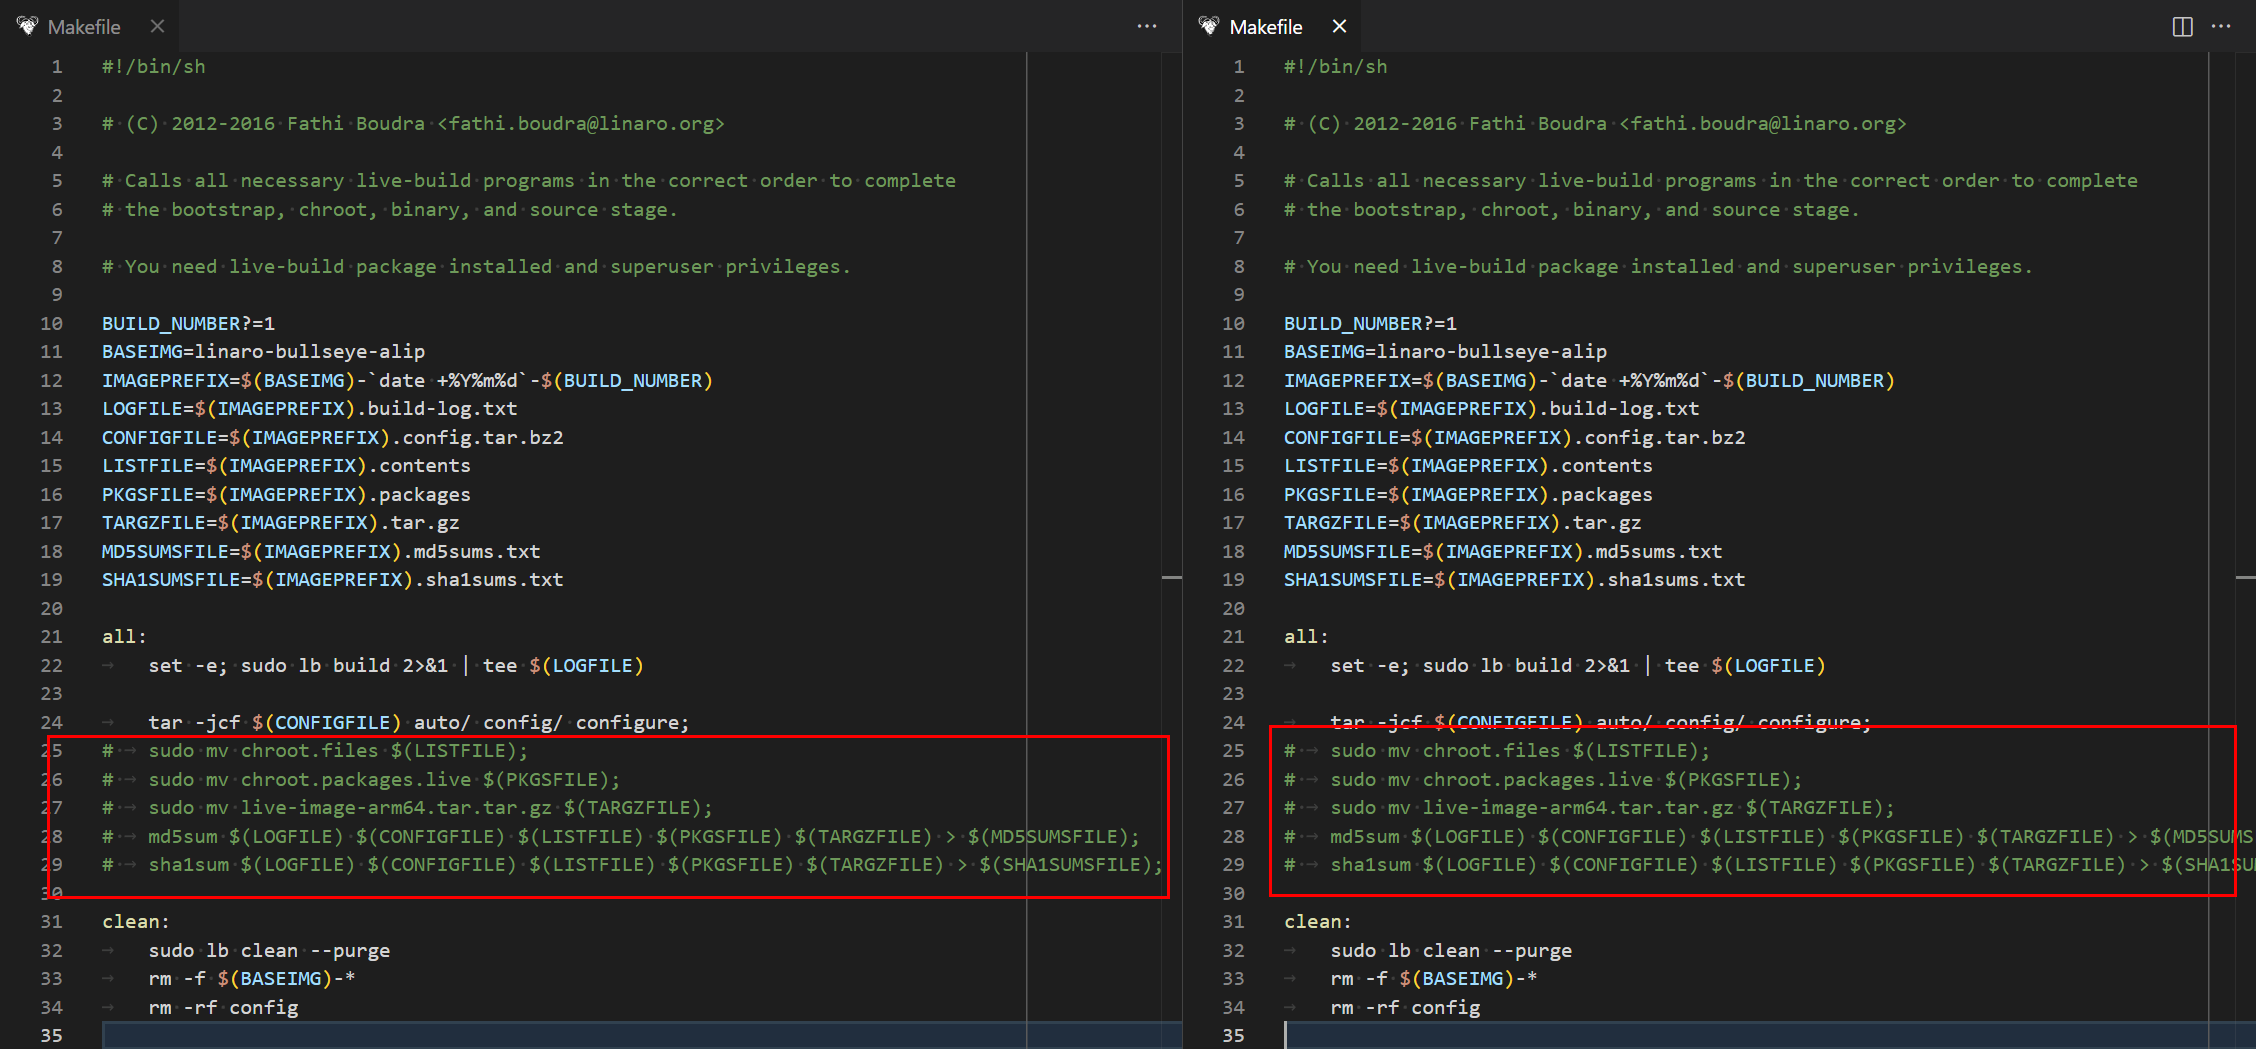 Makefile
1 #!/bin/sh
2
3 # (C) 2012-2016 Fathi Boudra <fathi.boudra@linaro.org>
4
5 # Calls all necessary live-build programs in the correct order to complete
6 # the bootstrap, chroot, binary, and source stage.
7
8 # You need live-build package installed and superuser privileges.
9
10 BUILD_NUMBER?=1
11 BASEIMG=linaro-bullseye-alip
12 IMAGEPREFIX=$(BASEIMG)-`date +%Y%m%d`-$(BUILD_NUMBER)
13 LOGFILE=$(IMAGEPREFIX).build-log.txt
14 CONFIGFILE=$(IMAGEPREFIX).config.tar.bz2
15 LISTFILE=$(IMAGEPREFIX).contents
16 PKGSFILE=$(IMAGEPREFIX).packages
17 TARGZFILE=$(IMAGEPREFIX).tar.gz
18 MD5SUMSFILE=$(IMAGEPREFIX).md5sums.txt
19 SHA1SUMSFILE=$(IMAGEPREFIX).sha1sums.txt
20
21 all:
22 set -e; sudo lb build 2>&1 | tee $(LOGFILE)
23
24 tar -jcf $(CONFIGFILE) auto/ config/ configure;
25 # sudo mv chroot.files $(LISTFILE);
26 # sudo mv chroot.packages.live $(PKGSFILE);
27 # sudo mv live-image-arm64.tar.tar.gz $(TARGZFILE);
28 # md5sum $(LOGFILE) $(CONFIGFILE) $(LISTFILE) $(PKGSFILE) $(TARGZFILE) > $(MD5SUMSFILE);
29 # sha1sum $(LOGFILE) $(CONFIGFILE) $(LISTFILE) $(PKGSFILE) $(TARGZFILE) > $(SHA1SUMSFILE);
30
31 clean:
32 sudo lb clean --purge
33 rm -f $(BASEIMG)-*
34 rm -rf config
35
Makefile
1 #!/bin/sh
2
3 # (C) 2012-2016 Fathi Boudra <fathi.boudra@linaro.org>
4
5 # Calls all necessary live-build programs in the correct order to complete
6 # the bootstrap, chroot, binary, and source stage.
7
8 # You need live-build package installed and superuser privileges.
9
10 BUILD_NUMBER?=1
11 BASEIMG=linaro-bullseye-alip
12 IMAGEPREFIX=$(BASEIMG)-`date +%Y%m%d`-$(BUILD_NUMBER)
13 LOGFILE=$(IMAGEPREFIX).build-log.txt
14 CONFIGFILE=$(IMAGEPREFIX).config.tar.bz2
15 LISTFILE=$(IMAGEPREFIX).contents
16 PKGSFILE=$(IMAGEPREFIX).packages
17 TARGZFILE=$(IMAGEPREFIX).tar.gz
18 MD5SUMSFILE=$(IMAGEPREFIX).md5sums.txt
19 SHA1SUMSFILE=$(IMAGEPREFIX).sha1sums.txt
20
21 all:
22 set -e; sudo lb build 2>&1 | tee $(LOGFILE)
23
24 tar -jcf $(CONFIGFILE) auto/ config/ configure;
25 # sudo mv chroot.files $(LISTFILE);
26 # sudo mv chroot.packages.live $(PKGSFILE);
27 # sudo mv live-image-arm64.tar.tar.gz $(TARGZFILE);
28 # md5sum $(LOGFILE) $(CONFIGFILE) $(LISTFILE) $(PKGSFILE) $(TARGZFILE) > $(MD5SUMS
29 # sha1sum $(LOGFILE) $(CONFIGFILE) $(LISTFILE) $(PKGSFILE) $(TARGZFILE) > $(SHA1SU
30
31 clean:
32 sudo lb clean --purge
33 rm -f $(BASEIMG)-*
34 rm -rf config
35